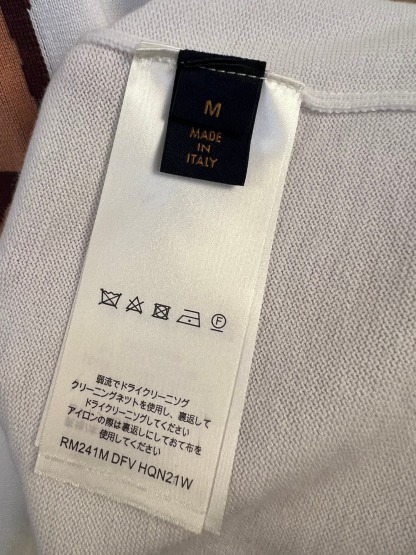 M
MADE
IN
ITALY
F
弱流でドライクリーニソグ
クリーニングネットを使用し、裏返して
ドライクリーニングしてください
アイロンの際は裏返しにしておて布を
使用してください
RM241M DFV HQN21W